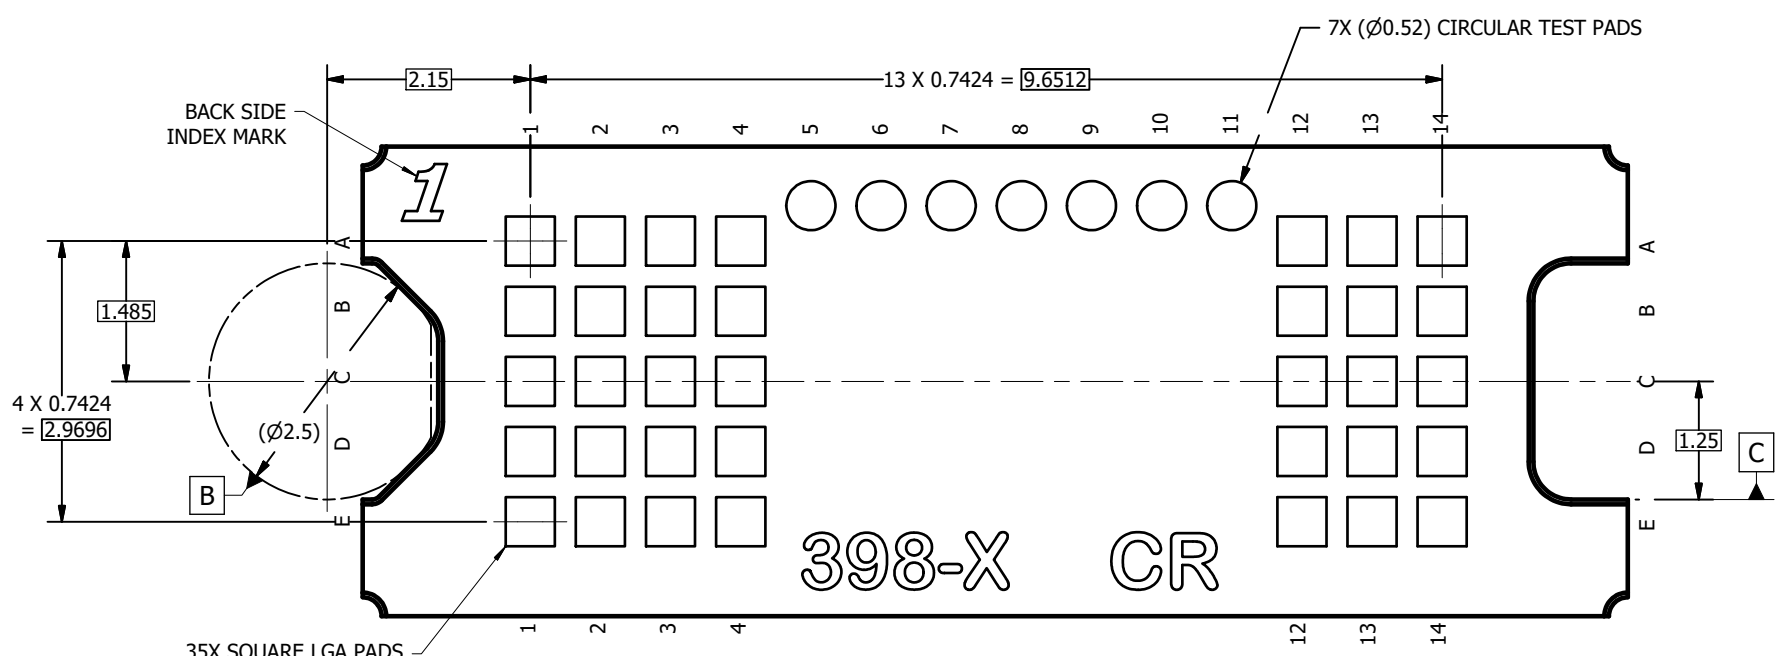 7X (Ø0.52) CIRCULAR TEST PADS
2.15
13 X 0.7424 = 9.6512
BACK SIDE
INDEX MARK
1 2 3 4 5 6 7 8 9 10 11 12 13 14
1
A
B
C
D
E
A
B
C
D
E
1.485
4 X 0.7424
= 2.9696
(Ø2.5)
B
1.25
C
398-X CR
1 2 3 4 12 13 14
35X SQUARE LGA PADS